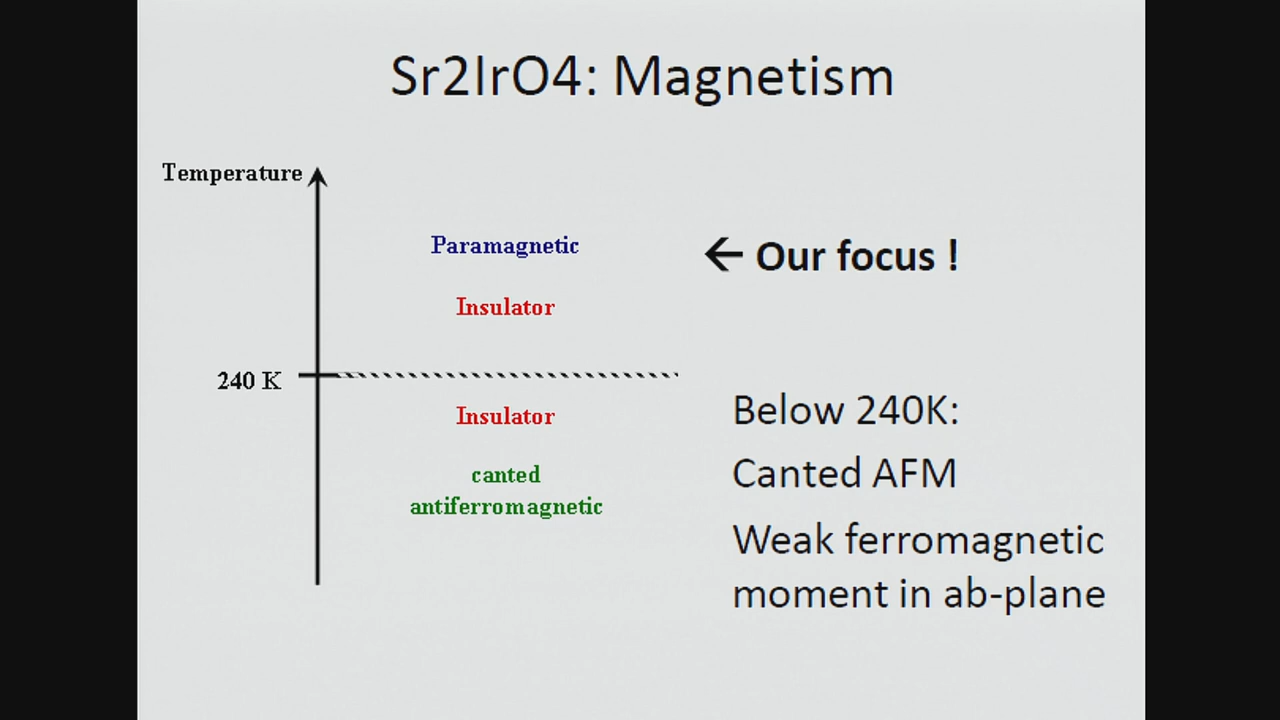 Sr2IrO4: Magnetism
Temperature
Paramagnetic
← Our focus !
Insulator
240 K
Insulator
canted
antiferromagnetic
Below 240K:
Canted AFM
Weak ferromagnetic
moment in ab-plane